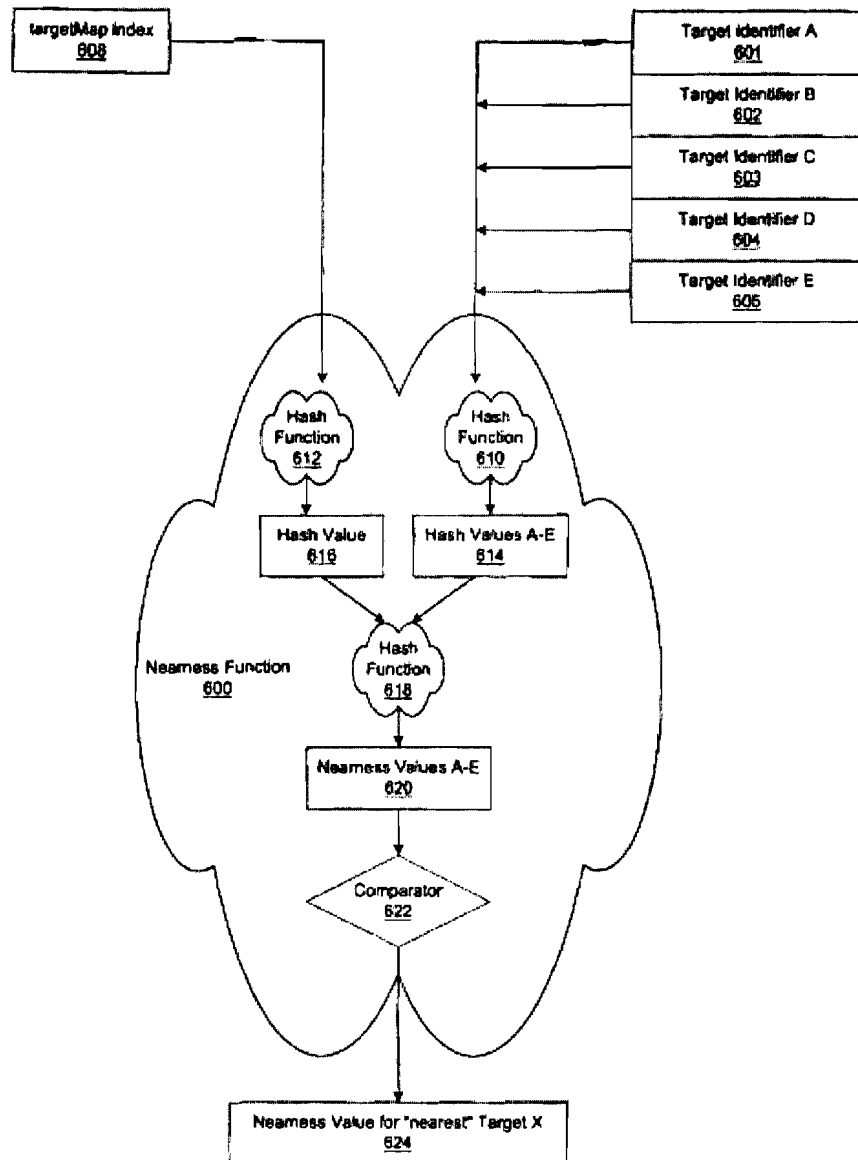 targetMap Index
608
Target Identifier A
601
Target Identifier B
602
Target Identifier C
603
Target Identifier D
604
Target Identifier E
605
Hash
Function
612
Hash
Function
610
Hash Value
616
Hash Values A-E
614
Nearness Function
600
Hash
Function
618
Nearness Values A-E
620
Comparator
622
Nearness Value for "nearest" Target X
624